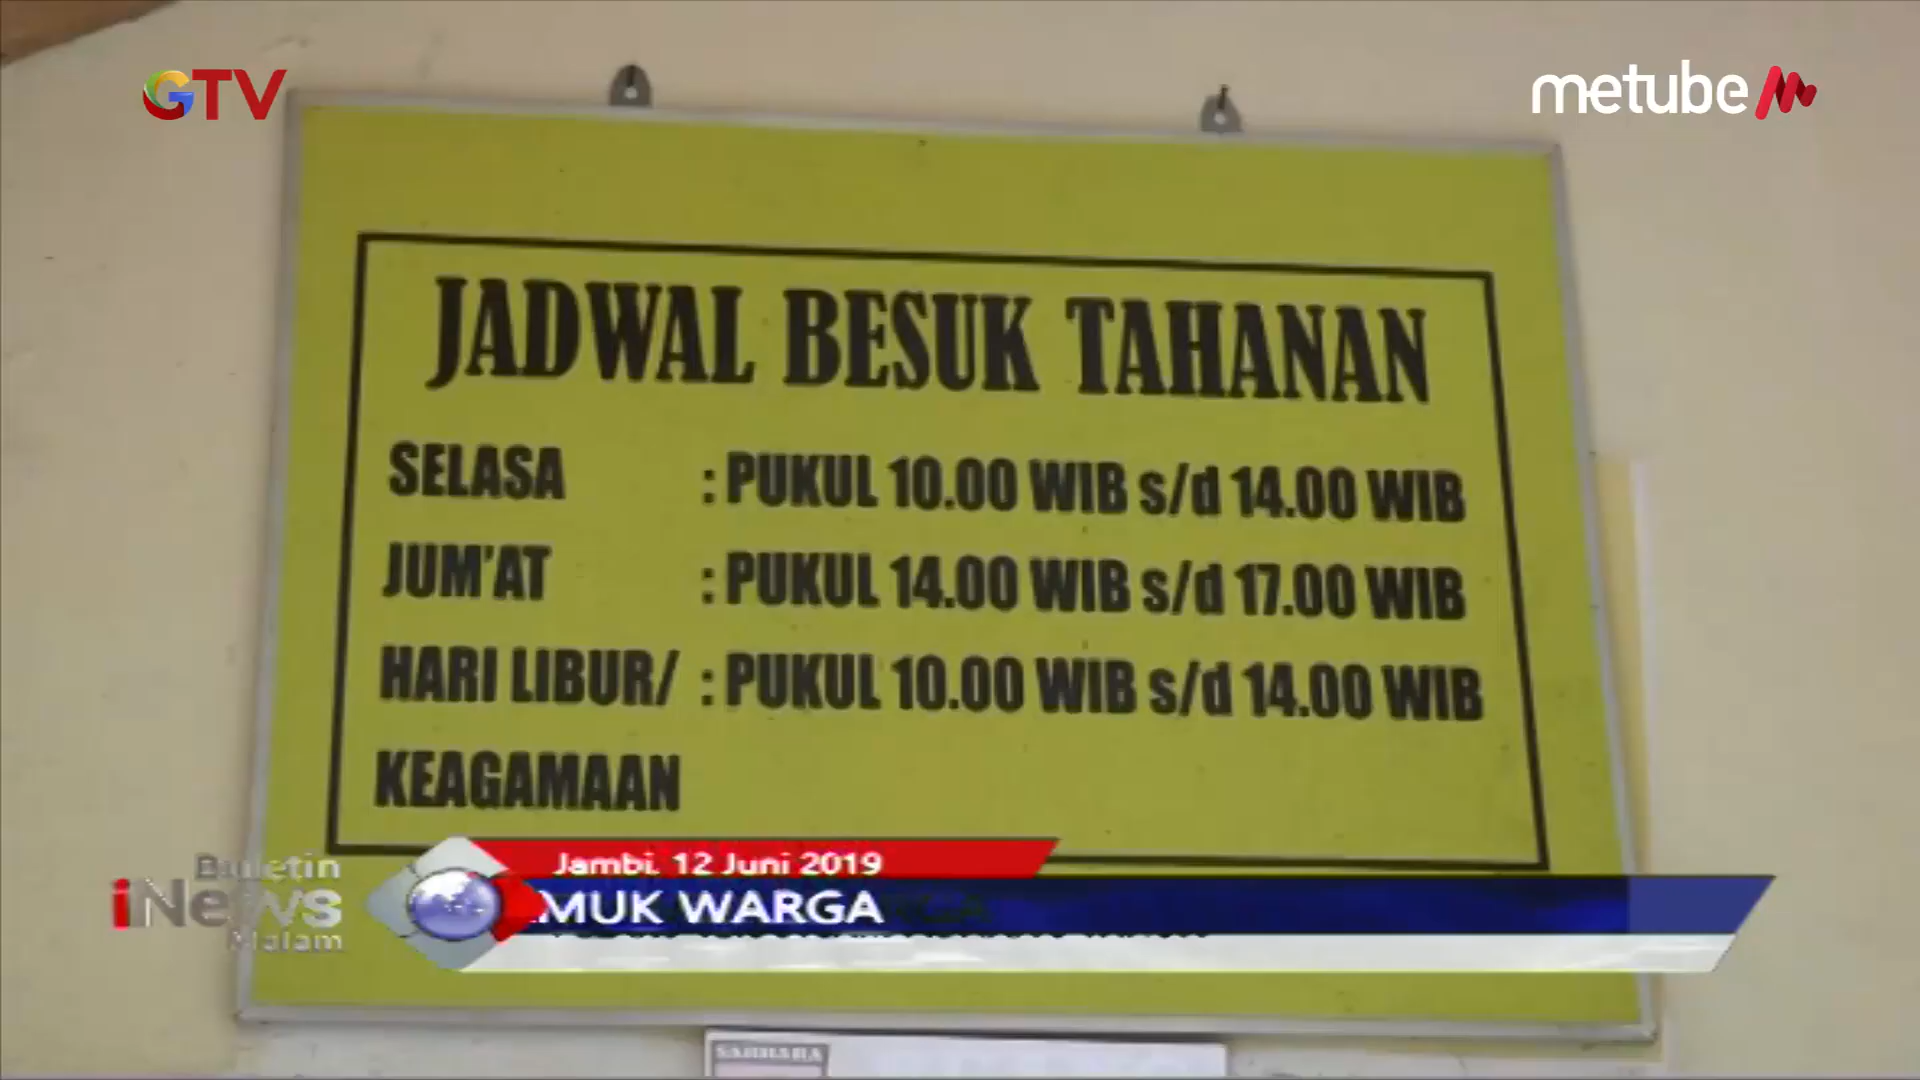 GTV
metube
JADWAL BESUK TAHANAN
SELASA : PUKUL 10.00 WIB s/d 14.00 WIB
JUM'AT : PUKUL 14.00 WIB s/d 17.00 WIB
HARI LIBUR/ : PUKUL 10.00 WIB s/d 14.00 WIB
KEAGAMAAN
Jambi, 12 Juni 2019
Buletin
iNews
Malam
MUK WARGA
SABHARA